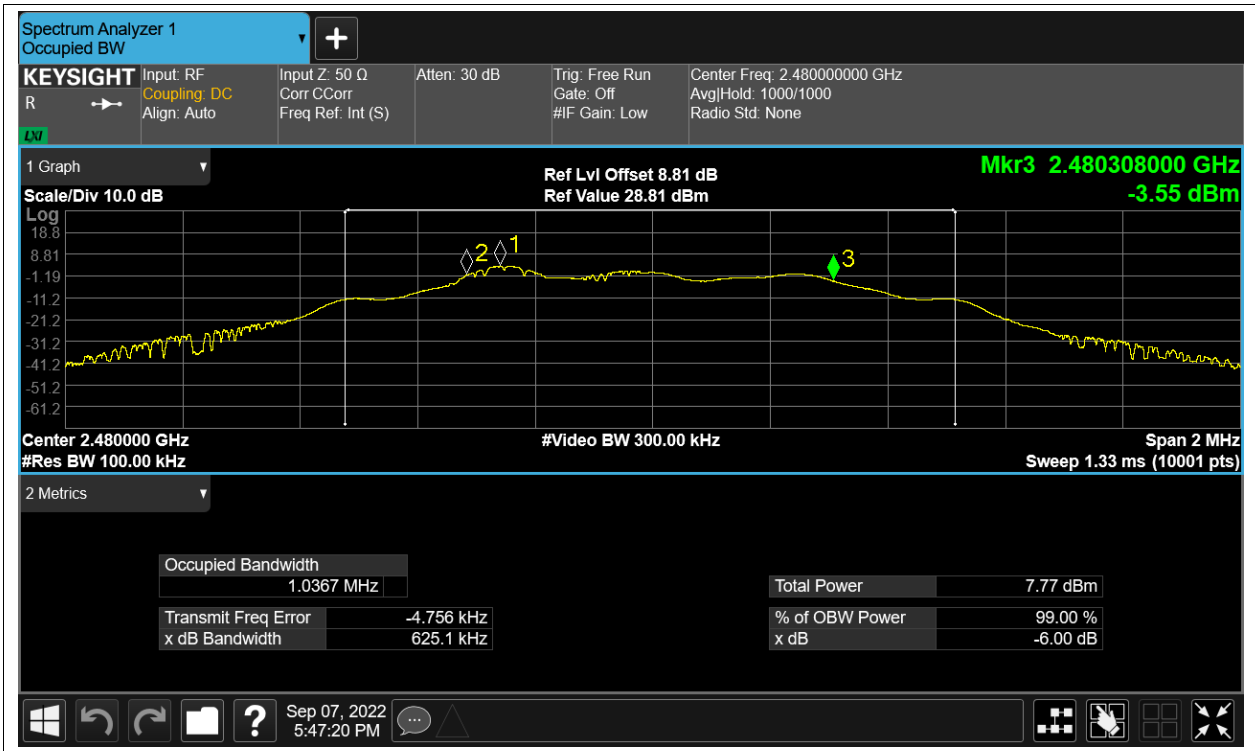 Spectrum Analyzer 1
Occupied BW
KEYSIGHT
R
LXI
Input: RF
Coupling: DC
Align: Auto
Input Z: 50 Ω
Corr CCorr
Freq Ref: Int (S)
Atten: 30 dB
Trig: Free Run
Gate: Off
#IF Gain: Low
Center Freq: 2.480000000 GHz
Avg|Hold: 1000/1000
Radio Std: None
1 Graph
Scale/Div 10.0 dB
Ref Lvl Offset 8.81 dB
Ref Value 28.81 dBm
Mkr3 2.480308000 GHz
-3.55 dBm
Log
18.8
8.81
-1.19
-11.2
-21.2
-31.2
-41.2
-51.2
-61.2
2
1
3
Center 2.480000 GHz
#Res BW 100.00 kHz
#Video BW 300.00 kHz
Span 2 MHz
Sweep 1.33 ms (10001 pts)
2 Metrics
Occupied Bandwidth
1.0367 MHz
Transmit Freq Error -4.756 kHz
x dB Bandwidth 625.1 kHz
Total Power 7.77 dBm
% of OBW Power 99.00 %
x dB -6.00 dB
?
Sep 07, 2022
5:47:20 PM